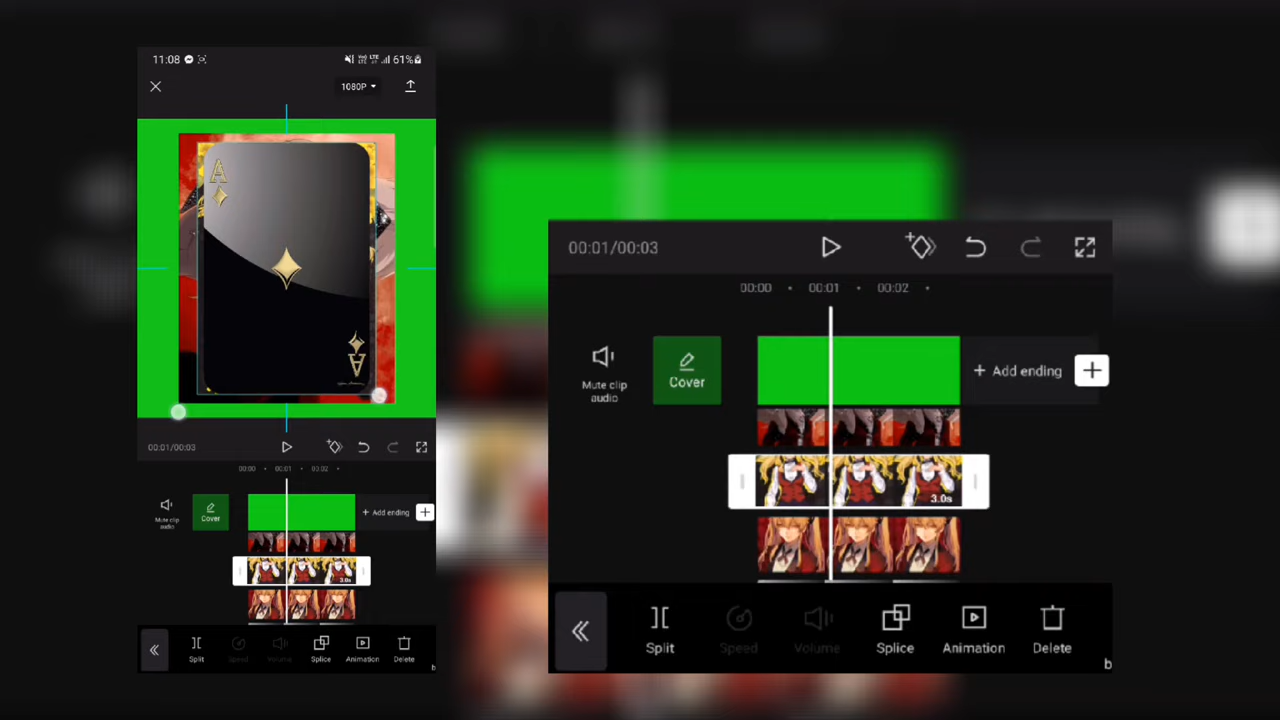 11:08
61%
1080P
A
A
00:01/00:03
00:00
00:01
00:02
Mute clip
audio
Cover
+ Add ending
3.0s
Split
Speed
Volume
Splice
Animation
Delete
b
00:01/00:03
00:00
00:01
00:02
Mute clip
audio
Cover
+ Add ending
3.0s
Split
Speed
Volume
Splice
Animation
Delete
b